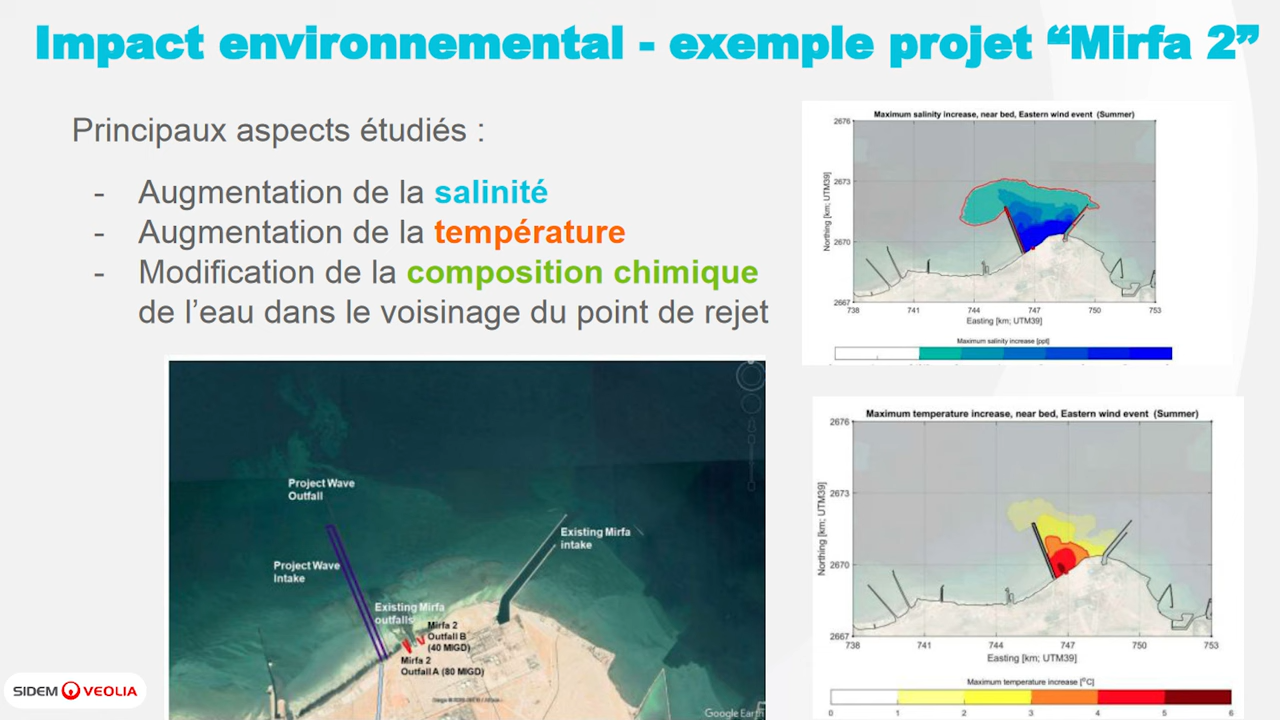 Impact environnemental - exemple projet “Mirfa 2”
Principaux aspects étudiés :
- Augmentation de la salinité
- Augmentation de la température
- Modification de la composition chimique
de l’eau dans le voisinage du point de rejet
Maximum salinity increase, near bed, Eastern wind event (Summer)
Northing [km; UTM39]
2676
2673
2670
2667
738 741 744 747 750 753
Easting [km; UTM39]
Maximum salinity increase [ppt]
Maximum temperature increase, near bed, Eastern wind event (Summer)
Northing [km; UTM39]
2676
2673
2670
2667
738 741 744 747 750 753
Easting [km; UTM39]
Maximum temperature increase [°C]
0 1 2 3 4 5 6
Project Wave
Outfall
Existing Mirfa
intake
Project Wave
Intake
Existing Mirfa
outfalls
Mirfa 2
Outfall B
(40 MIGD)
Mirfa 2
Outfall A (80 MIGD)
Google Earth
SIDEM VEOLIA